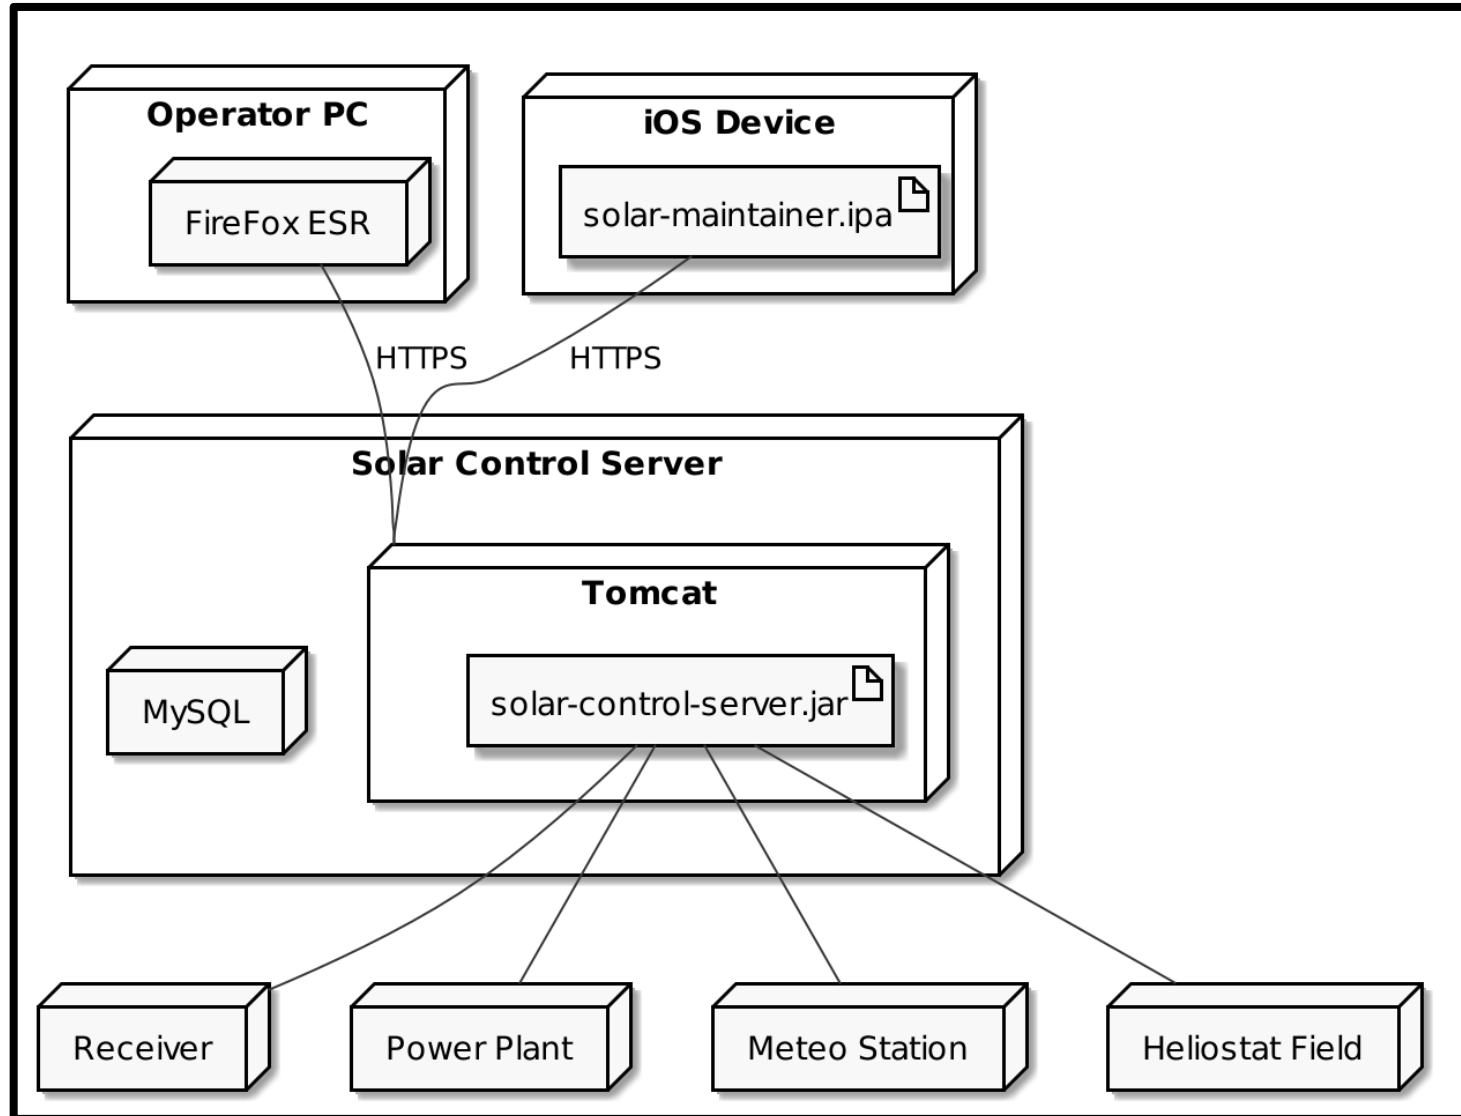 Operator PC
FireFox ESR
iOS Device
solar-maintainer.ipa
HTTPS
HTTPS
Solar Control Server
Tomcat
MySQL
solar-control-server.jar
Receiver
Power Plant
Meteo Station
Heliostat Field